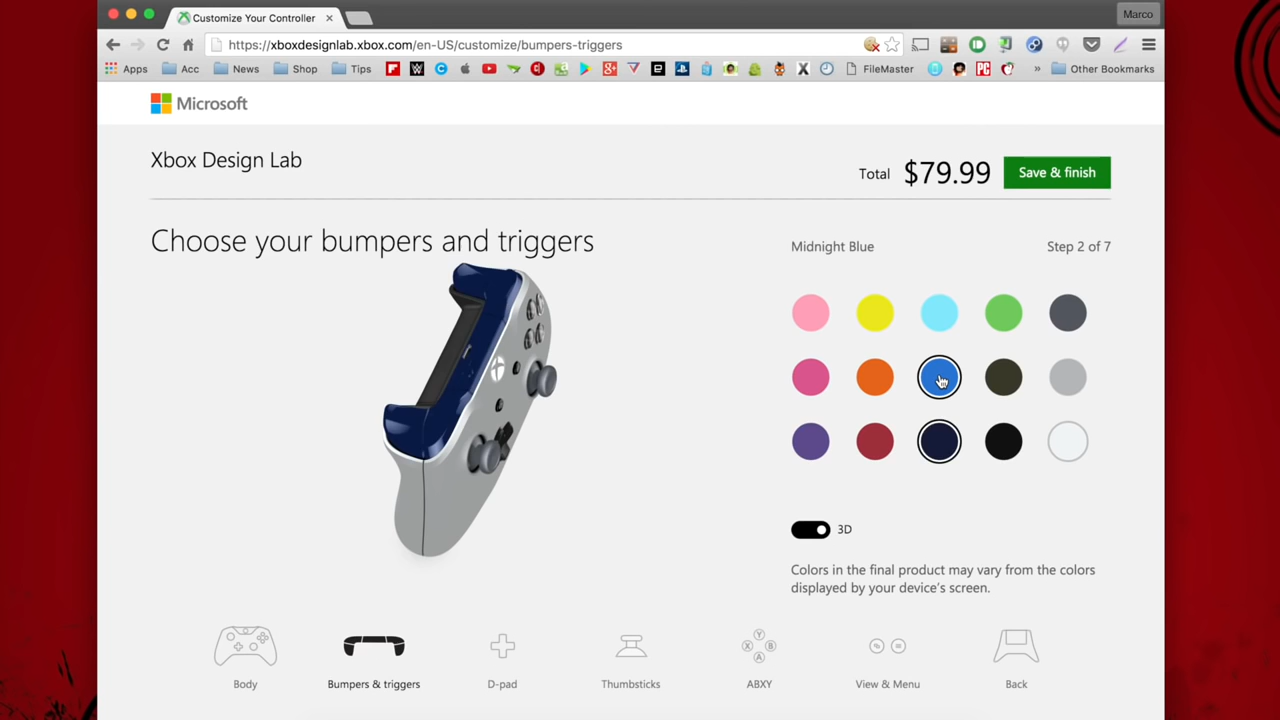 Customize Your Controller
Marco
https://xboxdesignlab.xbox.com/en-US/customize/bumpers-triggers
Apps Acc News Shop Tips FileMaster » Other Bookmarks
Microsoft
Xbox Design Lab
Total $79.99 Save & finish
Choose your bumpers and triggers
Midnight Blue Step 2 of 7
3D
Colors in the final product may vary from the colors
displayed by your device's screen.
Y
X B
A
Body Bumpers & triggers D-pad Thumbsticks ABXY View & Menu Back